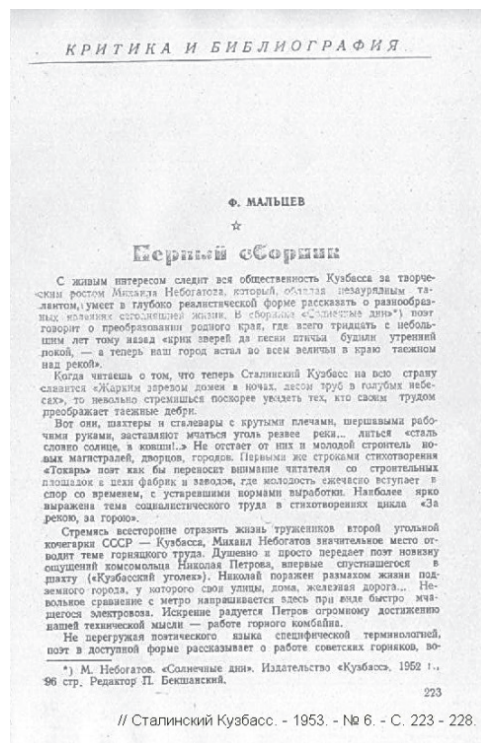 КРИТИКА И БИБЛИОГРАФИЯ
Ф. МАЛЬЦЕВ
☆
Первый сборник
С живым интересом следит вся общественность Кузбасса за творче-
ским ростом Михаила Небогатова, который, обладая незаурядным та-
лантом, умеет в глубоко реалистической форме рассказать о разнообраз-
ных явлениях сегодняшней жизни. В сборнике «Солнечные дни»*) поэт
говорит о преобразовании родного края, где всего тридцать с неболь-
шим лет тому назад «крик зверей да песни птичьи будили утренний
покой, — а теперь наш город встал во всем величьи в краю таежном
над рекой».
Когда читаешь о том, что теперь Сталинский Кузбасс на всю страну
славится «Жарким заревом домен в ночах, лесом труб в голубых небе-
сах», то невольно стремишься поскорее увидеть тех, кто своим трудом
преображает таежные дебри.
Вот они, шахтеры и сталевары с крутыми плечами, шершавыми рабо-
чими руками, заставляют мчаться уголь резвее реки... литься «сталь
словно солнце, в ковши!..» Не отстает от них и молодой строитель но-
вых магистралей, дворцов, городов. Первыми же строками стихотворения
«Токарь» поэт как бы переносит внимание читателя со строительных
площадок в цехи фабрик и заводов, где молодость ежечасно вступает в
спор со временем, с устаревшими нормами выработки. Наиболее ярко
выражена тема социалистического труда в стихотворениях цикла «За
рекою, за горою».
Стремясь всесторонне отразить жизнь тружеников второй угольной
кочегарки СССР — Кузбасса, Михаил Небогатов значительное место от-
водит теме горняцкого труда. Душевно и просто передает поэт новизну
ощущений комсомольца Николая Петрова, впервые спустившегося в
шахту («Кузбасский уголек»). Николай поражен размахом жизни под-
земного города, у которого свои улицы, дома, железная дорога... Не-
вольное сравнение с метро напрашивается здесь при виде быстро мча-
щегося электровоза. Искренне радуется Петров огромному достижению
нашей технической мысли — работе горного комбайна.
Не перегружая поэтического языка специфической терминологией,
поэт в доступной форме рассказывает о работе советских горняков, во-
*) М. Небогатов. «Солнечные дни». Издательство «Кузбасс». 1952 г.,
96 стр. Редактор П. Бекшанский.
223
// Сталинский Кузбасс. - 1953. - № 6. - С. 223 - 228.